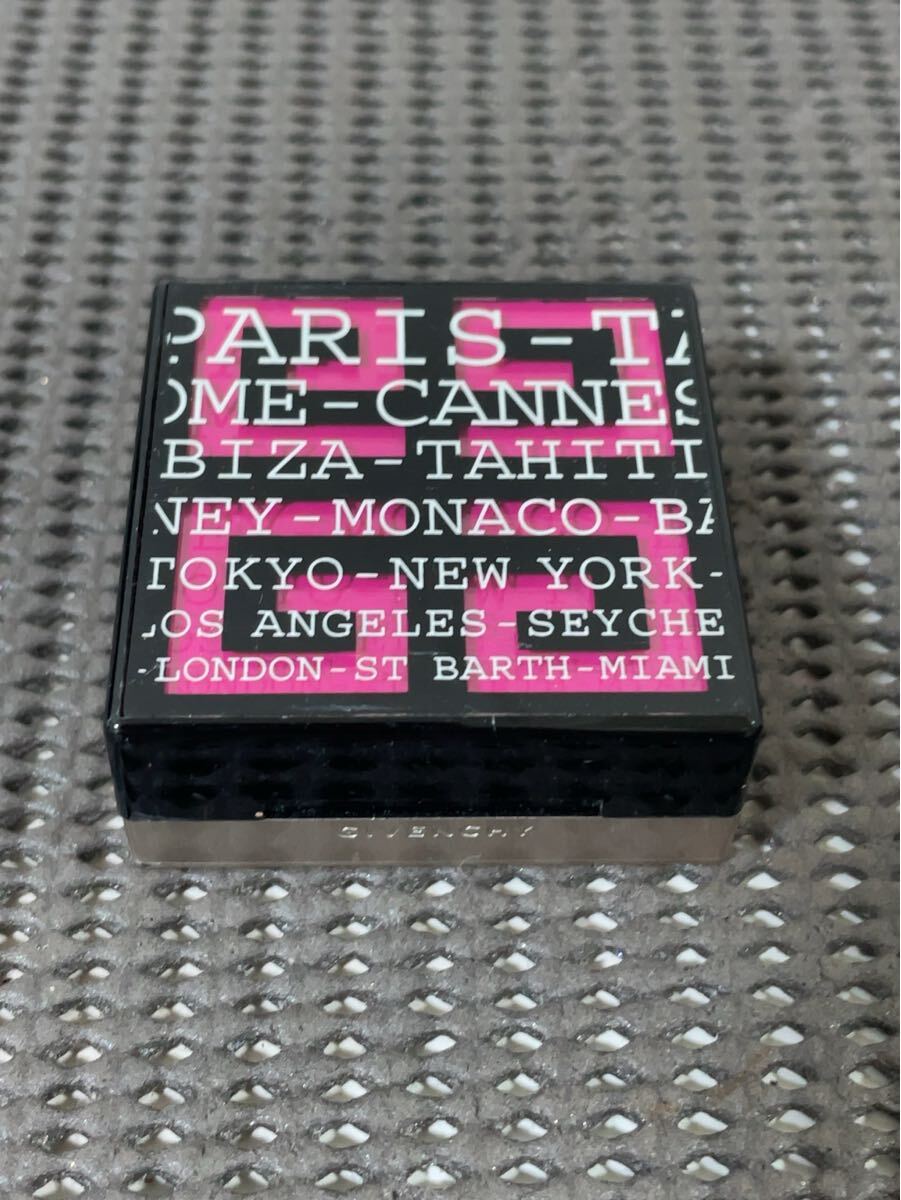 PARIS-TA
OME-CANNES
BIZA-TAHITI
NEY-MONACO-BA
TOKYO-NEW YORK-
LOS ANGELES-SEYCHE
-LONDON-ST BARTH-MIAMI
GIVENCHY